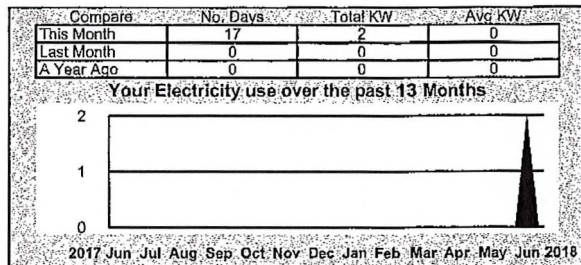 Compare No. Days Total KW Avg KW
This Month 17 2 0
Last Month 0 0 0
A Year Ago 0 0 0
Your Electricity use over the past 13 Months
2
1
0
2017 Jun Jul Aug Sep Oct Nov Dec Jan Feb Mar Apr May Jun 2018